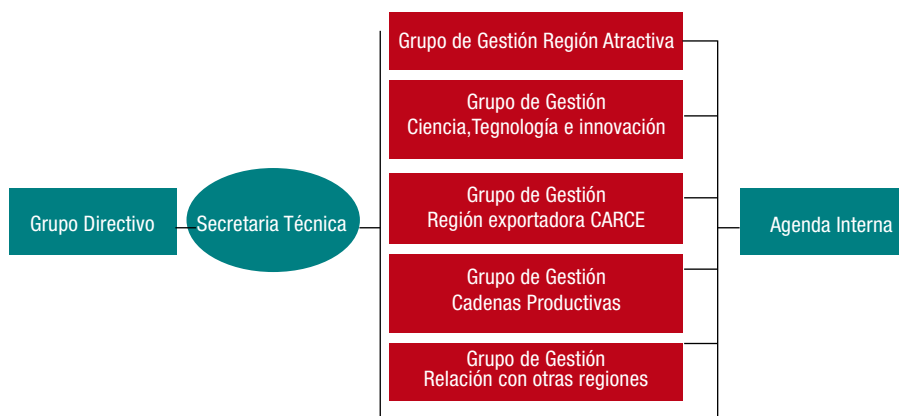 Grupo Directivo
Secretaria Técnica
Grupo de Gestión Región Atractiva
Grupo de Gestión
Ciencia,Tegnología e innovación
Grupo de Gestión
Región exportadora CARCE
Grupo de Gestión
Cadenas Productivas
Grupo de Gestión
Relación con otras regiones
Agenda Interna